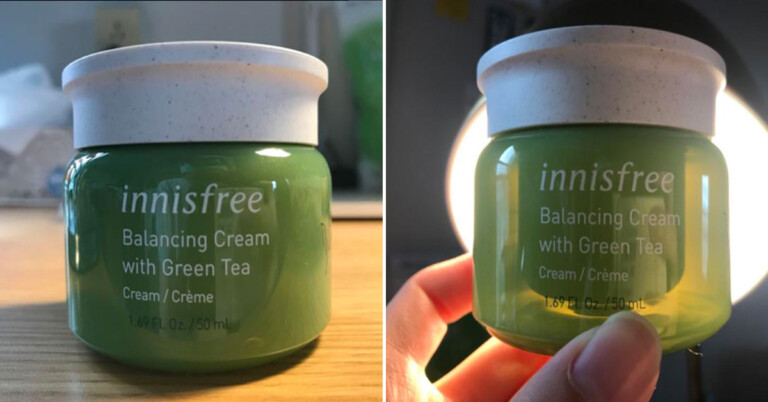 innisfree
Balancing Cream
with Green Tea
Cream / Crème
1.69 Fl. Oz. / 50 mL
innisfree
Balancing Cream
with Green Tea
Cream / Crème
1.69 Fl. Oz. / 50 mL